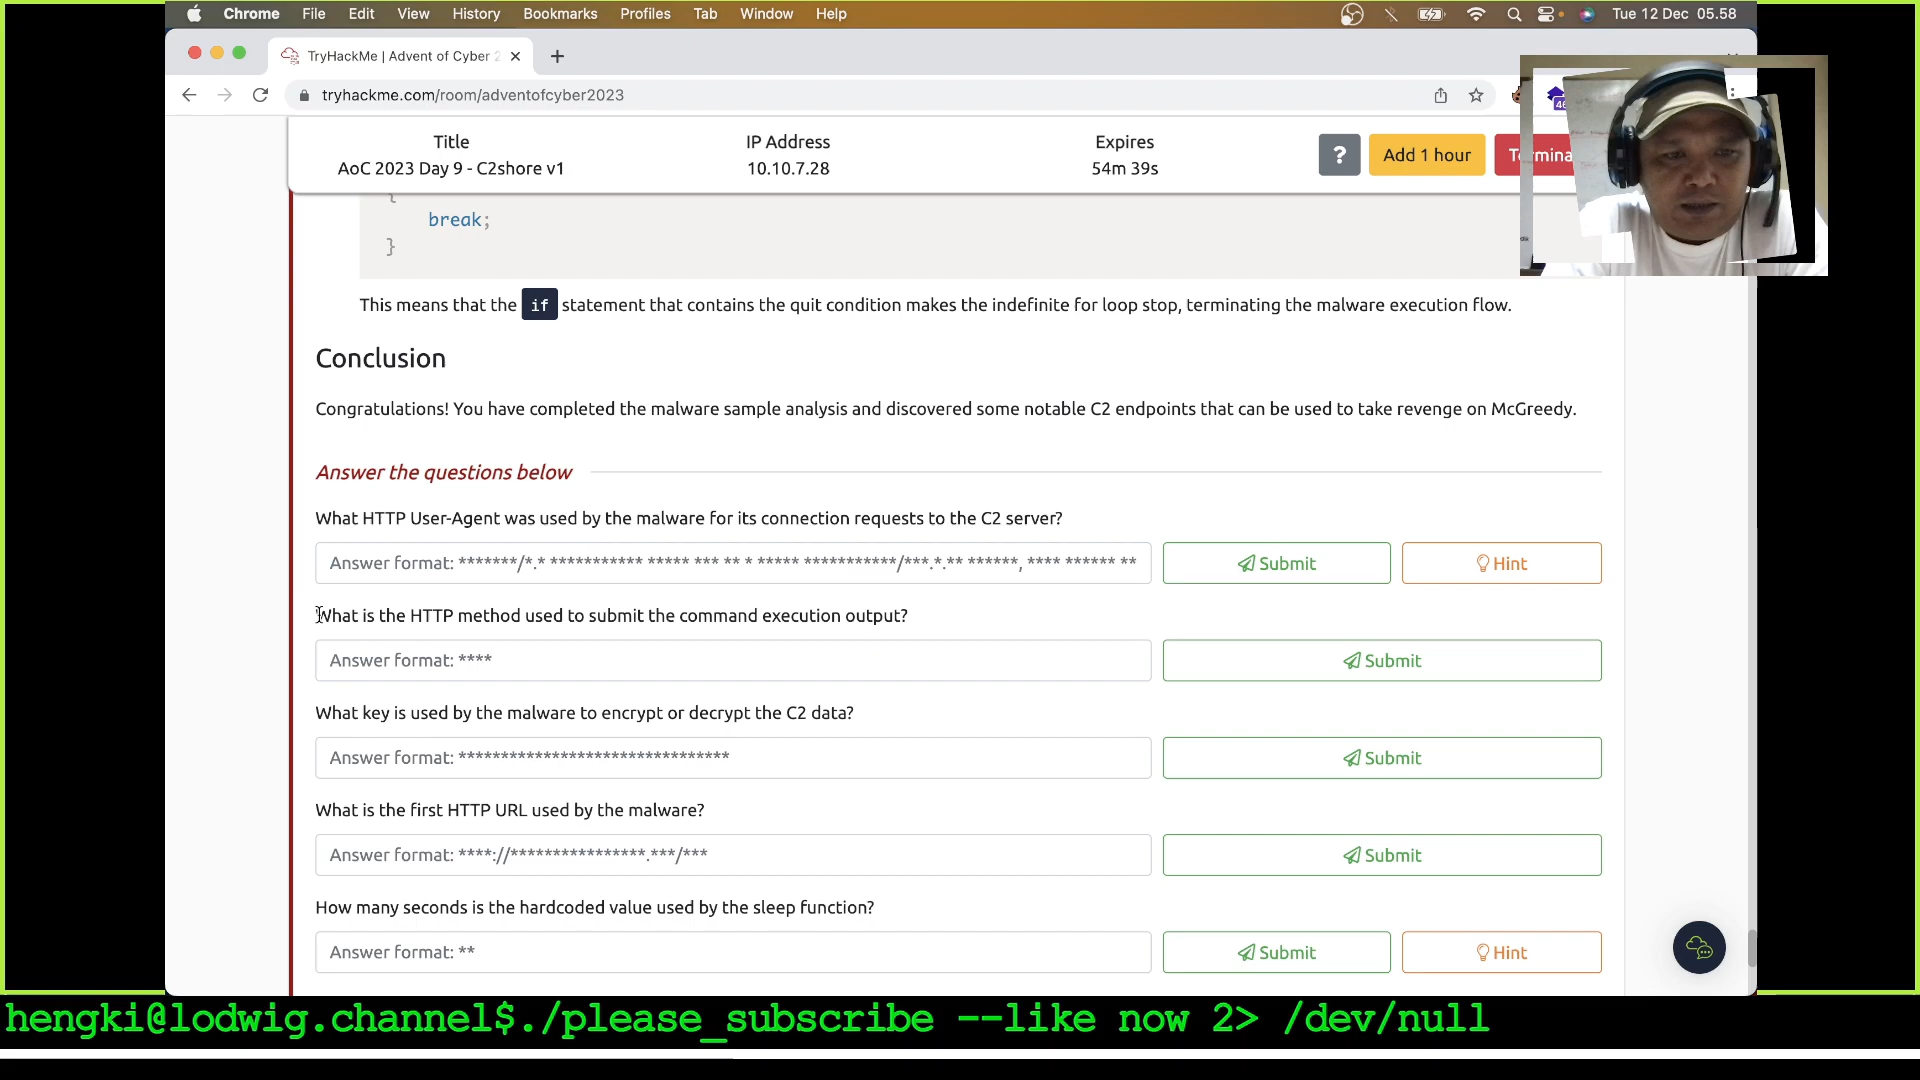 Chrome File Edit View History Bookmarks Profiles Tab Window Help Tue 12 Dec 05.58
TryHackMe | Advent of Cyber 2
tryhackme.com/room/adventofcyber2023
Title IP Address Expires
AoC 2023 Day 9 - C2shore v1 10.10.7.28 54m 39s ? Add 1 hour Termina
{
break;
}
This means that the if statement that contains the quit condition makes the indefinite for loop stop, terminating the malware execution flow.
Conclusion
Congratulations! You have completed the malware sample analysis and discovered some notable C2 endpoints that can be used to take revenge on McGreedy.
Answer the questions below
What HTTP User-Agent was used by the malware for its connection requests to the C2 server?
Answer format: *******/*.* *********** ***** *** ** * ***** ***********/***.*.** ******, **** ****** ** Submit Hint
What is the HTTP method used to submit the command execution output?
Answer format: **** Submit
What key is used by the malware to encrypt or decrypt the C2 data?
Answer format: ******************************** Submit
What is the first HTTP URL used by the malware?
Answer format: ****://****************.***/*** Submit
How many seconds is the hardcoded value used by the sleep function?
Answer format: ** Submit Hint
hengki@lodwig.channel$./please_subscribe --like now 2> /dev/null